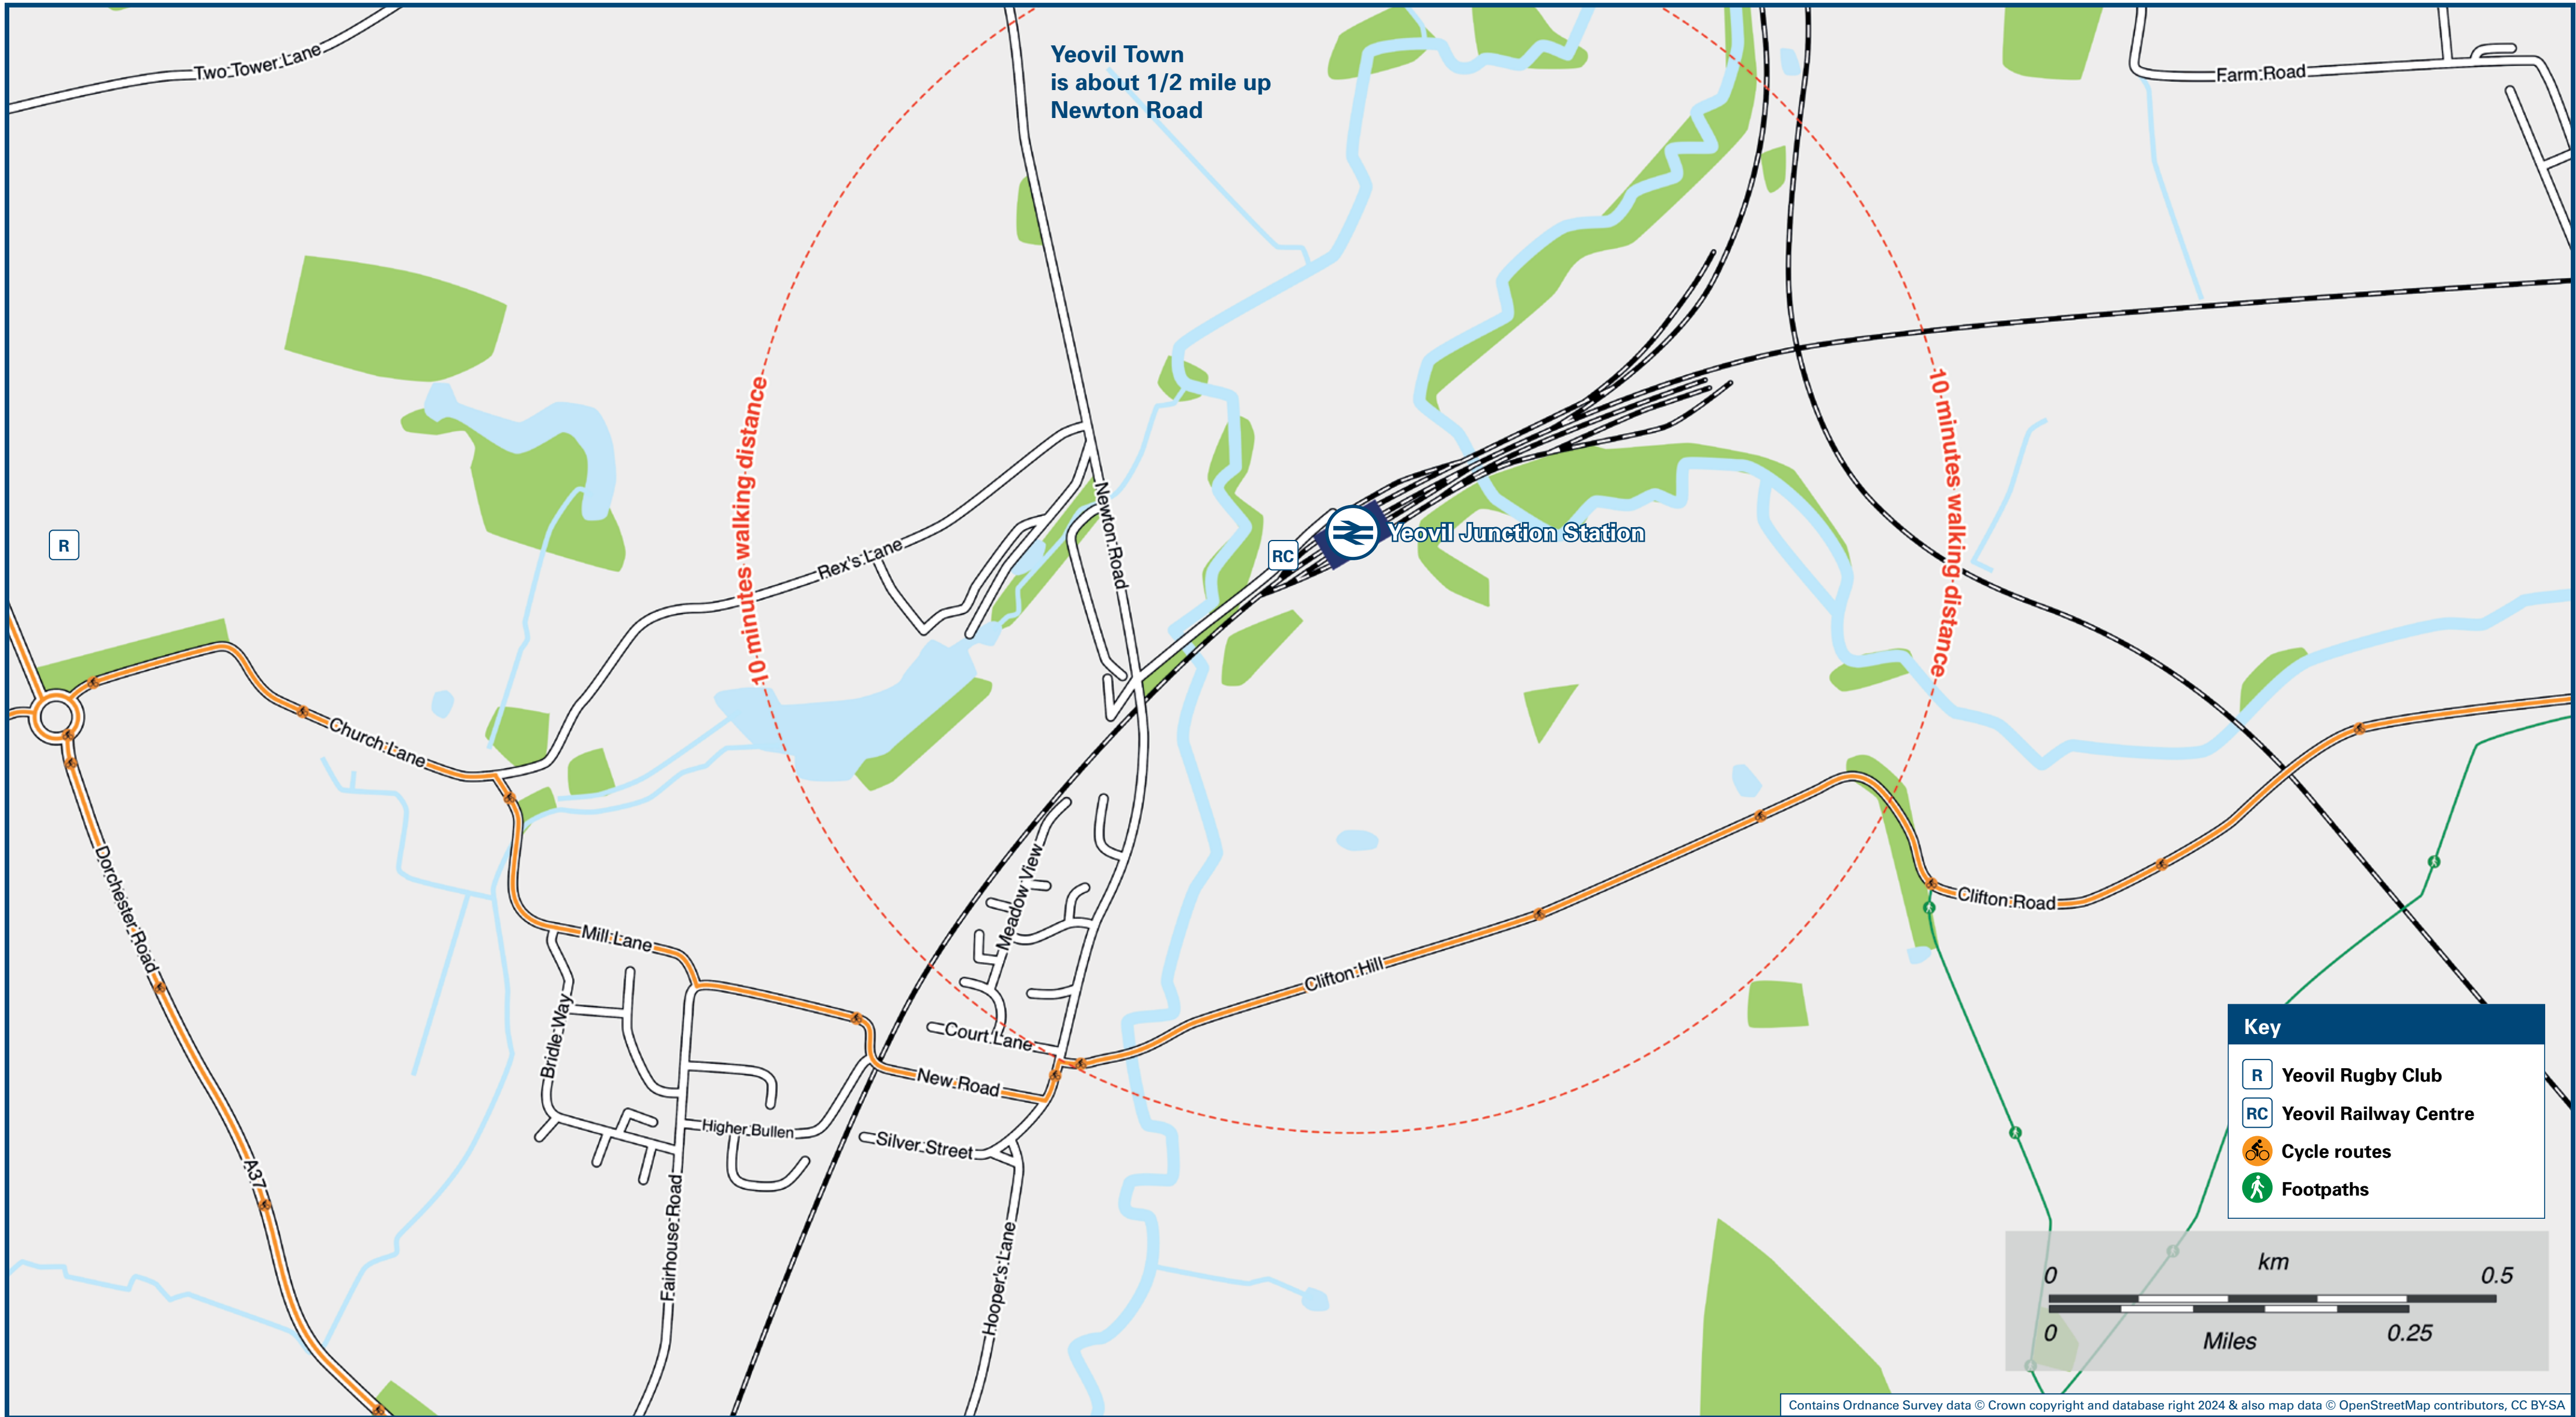 Two Tower Lane
Yeovil Town
is about 1/2 mile up
Newton Road
Farm Road
10 minutes walking distance
10 minutes walking distance
Newton Road
Rex's Lane
R
RC
Yeovil Junction Station
Church Lane
Dorchester Road
Meadow View
Clifton Road
Mill Lane
Clifton Hill
Bridle Way
Court Lane
New Road
Higher Bullen
Silver Street
A37
Fairhouse Road
Hooper's Lane
Key
R Yeovil Rugby Club
RC Yeovil Railway Centre
Cycle routes
Footpaths
km
0 0.5
0 Miles 0.25
Contains Ordnance Survey data © Crown copyright and database right 2024 & also map data © OpenStreetMap contributors, CC BY-SA